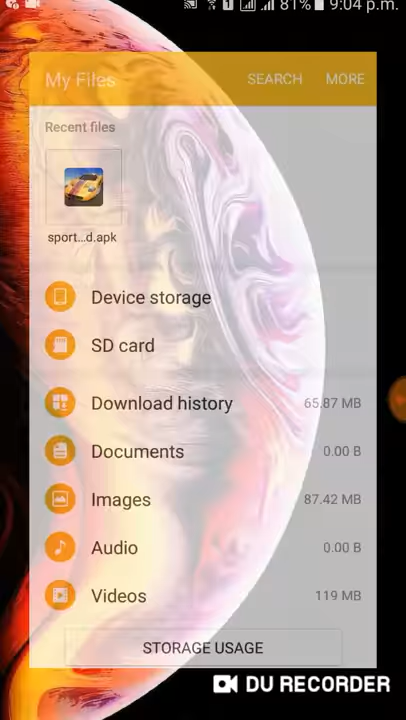 81% 9:04 p.m.
My Files SEARCH MORE
Recent files
sport...d.apk
Device storage
SD card
Download history 65.87 MB
Documents 0.00 B
Images 87.42 MB
Audio 0.00 B
Videos 119 MB
STORAGE USAGE
DU RECORDER